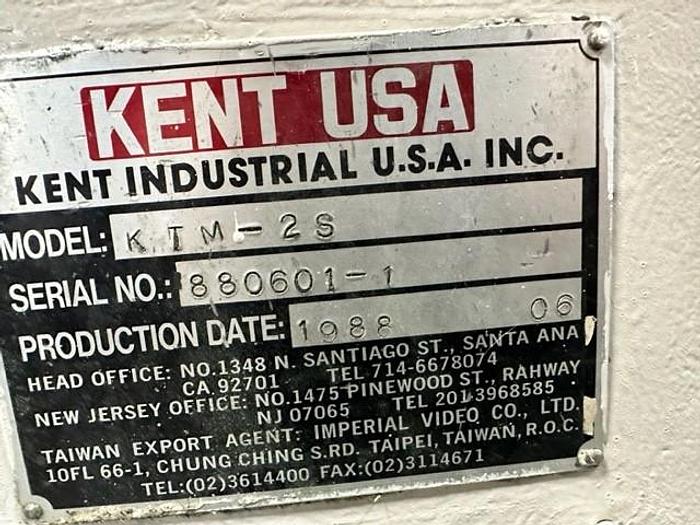 KENT USA
KENT INDUSTRIAL U.S.A. INC.
MODEL: KTM-2S
SERIAL NO.: 880601-1
PRODUCTION DATE: 1988 06
HEAD OFFICE: NO.1348 N. SANTIAGO ST., SANTA ANA
CA. 92701 TEL 714-6678074
NEW JERSEY OFFICE: NO.1475 PINEWOOD ST., RAHWAY
NJ 07065 TEL 201-3968585
TAIWAN EXPORT AGENT: IMPERIAL VIDEO CO., LTD.
10FL 66-1, CHUNG CHING S.RD. TAIPEI, TAIWAN, R.O.C.
TEL:(02)3614400 FAX:(02)3114671